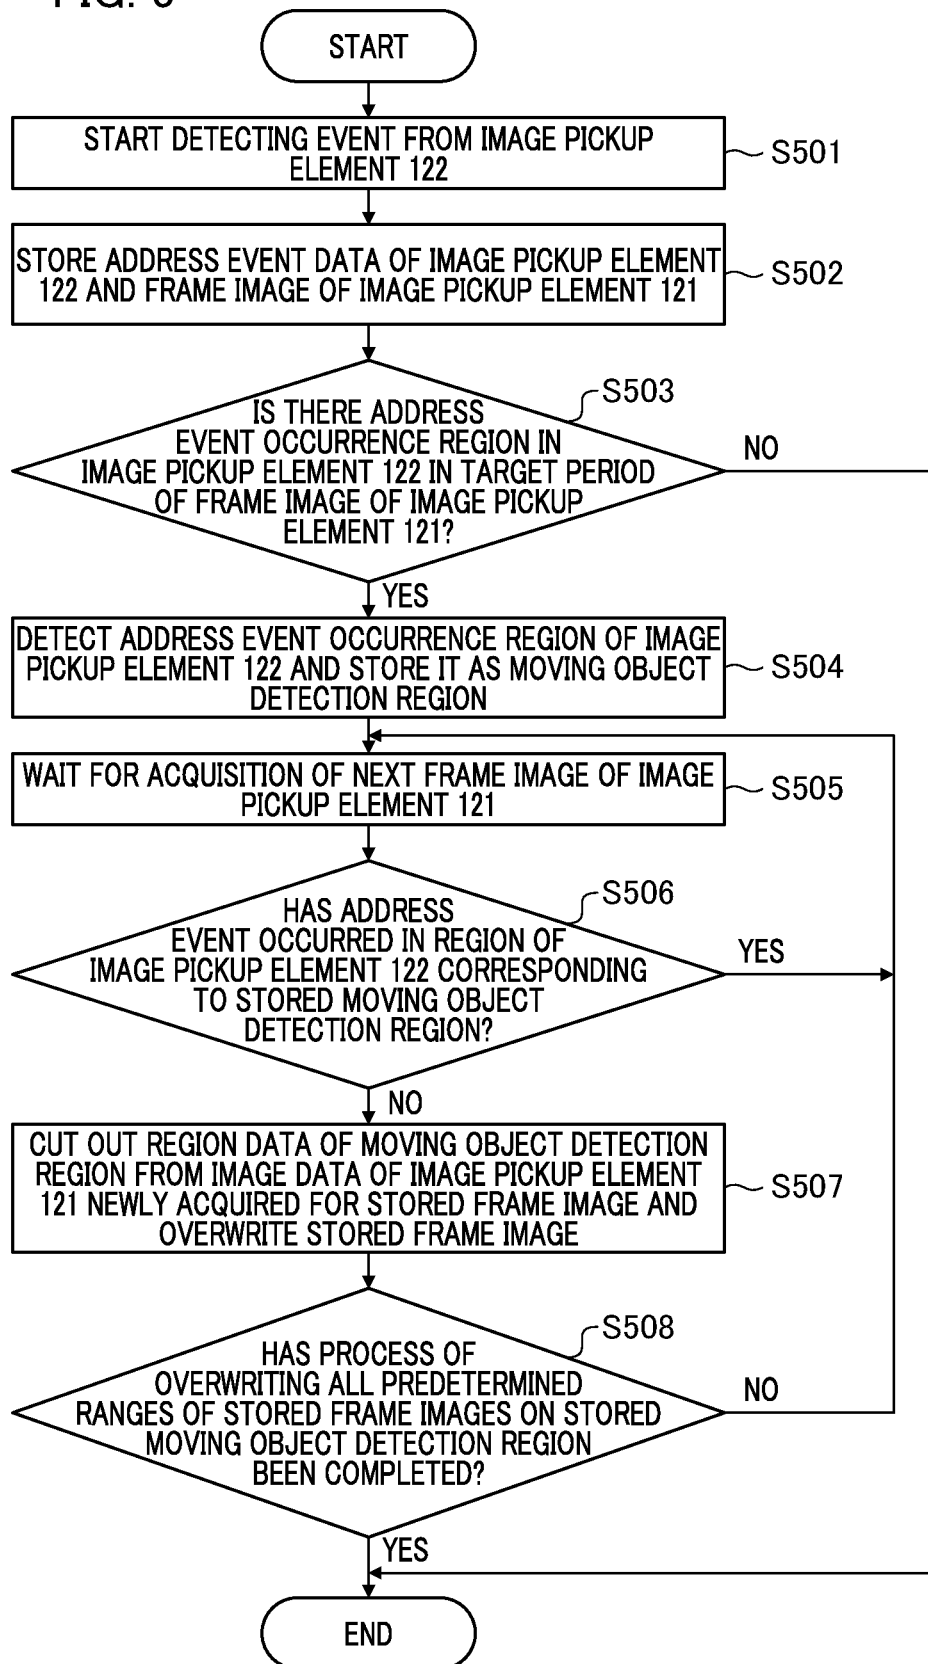 FIG.
START
START DETECTING EVENT FROM IMAGE PICKUP
ELEMENT 122
S501
STORE ADDRESS EVENT DATA OF IMAGE PICKUP ELEMENT
122 AND FRAME IMAGE OF IMAGE PICKUP ELEMENT 121
S502
S503
IS THERE ADDRESS
EVENT OCCURRENCE REGION IN
IMAGE PICKUP ELEMENT 122 IN TARGET PERIOD
OF FRAME IMAGE OF IMAGE PICKUP
ELEMENT 121?
NO
YES
DETECT ADDRESS EVENT OCCURRENCE REGION OF IMAGE
PICKUP ELEMENT 122 AND STORE IT AS MOVING OBJECT
DETECTION REGION
S504
WAIT FOR ACQUISITION OF NEXT FRAME IMAGE OF IMAGE
PICKUP ELEMENT 121
S505
S506
HAS ADDRESS
EVENT OCCURRED IN REGION OF
IMAGE PICKUP ELEMENT 122 CORRESPONDING
TO STORED MOVING OBJECT
DETECTION REGION?
YES
NO
CUT OUT REGION DATA OF MOVING OBJECT DETECTION
REGION FROM IMAGE DATA OF IMAGE PICKUP ELEMENT
121 NEWLY ACQUIRED FOR STORED FRAME IMAGE AND
OVERWRITE STORED FRAME IMAGE
S507
S508
HAS PROCESS OF
OVERWRITING ALL PREDETERMINED
RANGES OF STORED FRAME IMAGES ON STORED
MOVING OBJECT DETECTION REGION
BEEN COMPLETED?
NO
YES
END